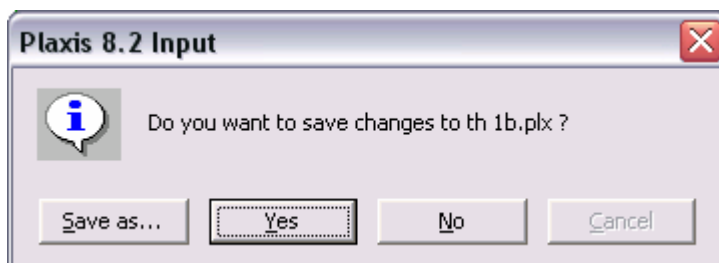 Plaxis 8.2 Input
Do you want to save changes to th 1b.plx ?
Save as... Yes No Cancel